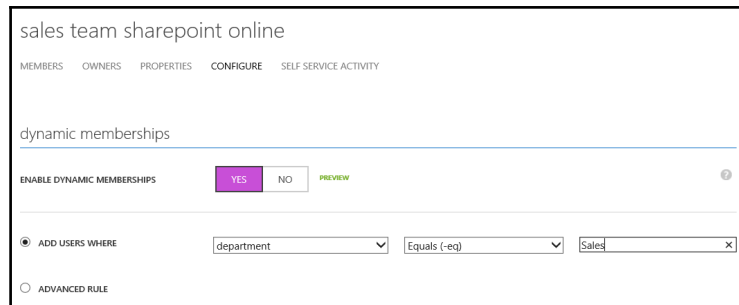 sales team sharepoint online
MEMBERS OWNERS PROPERTIES CONFIGURE SELF SERVICE ACTIVITY
dynamic memberships
ENABLE DYNAMIC MEMBERSHIPS YES NO PREVIEW ?
ADD USERS WHERE department Equals (-eq) Sales x
ADVANCED RULE